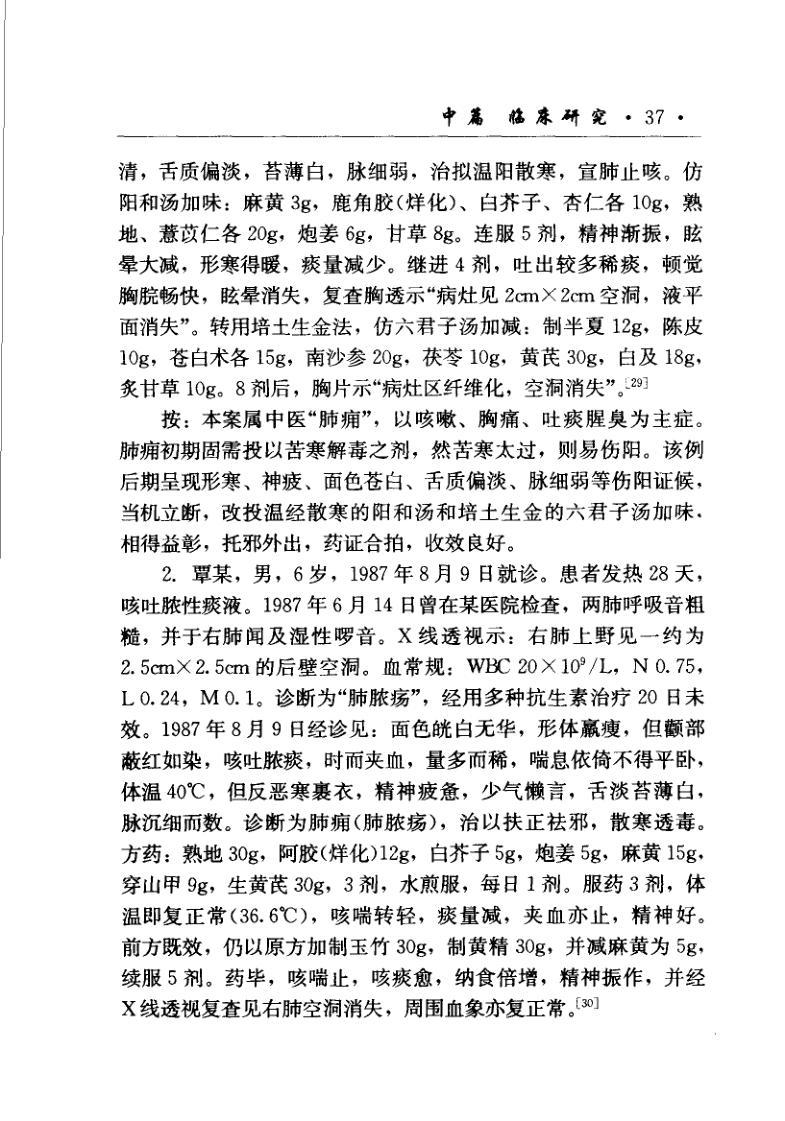 中篇 临床研究 · 37 ·
清，舌质偏淡，苔薄白，脉细弱，治拟温阳散寒，宣肺止咳。仿
阳和汤加味：麻黄 3g，鹿角胶(烊化)、白芥子、杏仁各 10g，熟
地、薏苡仁各 20g，炮姜 6g，甘草 8g。连服 5 剂，精神渐振，眩
晕大减，形寒得暖，痰量减少。继进 4 剂，吐出较多稀痰，顿觉
胸脘畅快，眩晕消失，复查胸透示“病灶见 2cm×2cm 空洞，液平
面消失”。转用培土生金法，仿六君子汤加减：制半夏 12g，陈皮
10g，苍白术各 15g，南沙参 20g，茯苓 10g，黄芪 30g，白及 18g，
炙甘草 10g。8 剂后，胸片示“病灶区纤维化，空洞消失”。[29]
按：本案属中医“肺痈”，以咳嗽、胸痛、吐痰腥臭为主症。
肺痈初期固需投以苦寒解毒之剂，然苦寒太过，则易伤阳。该例
后期呈现形寒、神疲、面色苍白、舌质偏淡、脉细弱等伤阳证候，
当机立断，改投温经散寒的阳和汤和培土生金的六君子汤加味，
相得益彰，托邪外出，药证合拍，收效良好。
2. 覃某，男，6 岁，1987 年 8 月 9 日就诊。患者发热 28 天，
咳吐脓性痰液。1987 年 6 月 14 日曾在某医院检查，两肺呼吸音粗
糙，并于右肺闻及湿性啰音。X 线透视示：右肺上野见一约为
2.5cm×2.5cm 的后壁空洞。血常规：WBC 20×10⁹/L，N 0.75，
L 0.24，M 0.1。诊断为“肺脓疡”，经用多种抗生素治疗 20 日未
效。1987 年 8 月 9 日经诊见：面色㿠白无华，形体羸瘦，但颧部
蔽红如染，咳吐脓痰，时而夹血，量多而稀，喘息依倚不得平卧，
体温 40℃，但反恶寒裹衣，精神疲惫，少气懒言，舌淡苔薄白，
脉沉细而数。诊断为肺痈(肺脓疡)，治以扶正祛邪，散寒透毒。
方药：熟地 30g，阿胶(烊化)12g，白芥子 5g，炮姜 5g，麻黄 15g，
穿山甲 9g，生黄芪 30g，3 剂，水煎服，每日 1 剂。服药 3 剂，体
温即复正常(36.6℃)，咳喘转轻，痰量减，夹血亦止，精神好。
前方既效，仍以原方加制玉竹 30g，制黄精 30g，并减麻黄为 5g，
续服 5 剂。药毕，咳喘止，咳痰愈，纳食倍增，精神振作，并经
X 线透视复查见右肺空洞消失，周围血象亦复正常。[30]